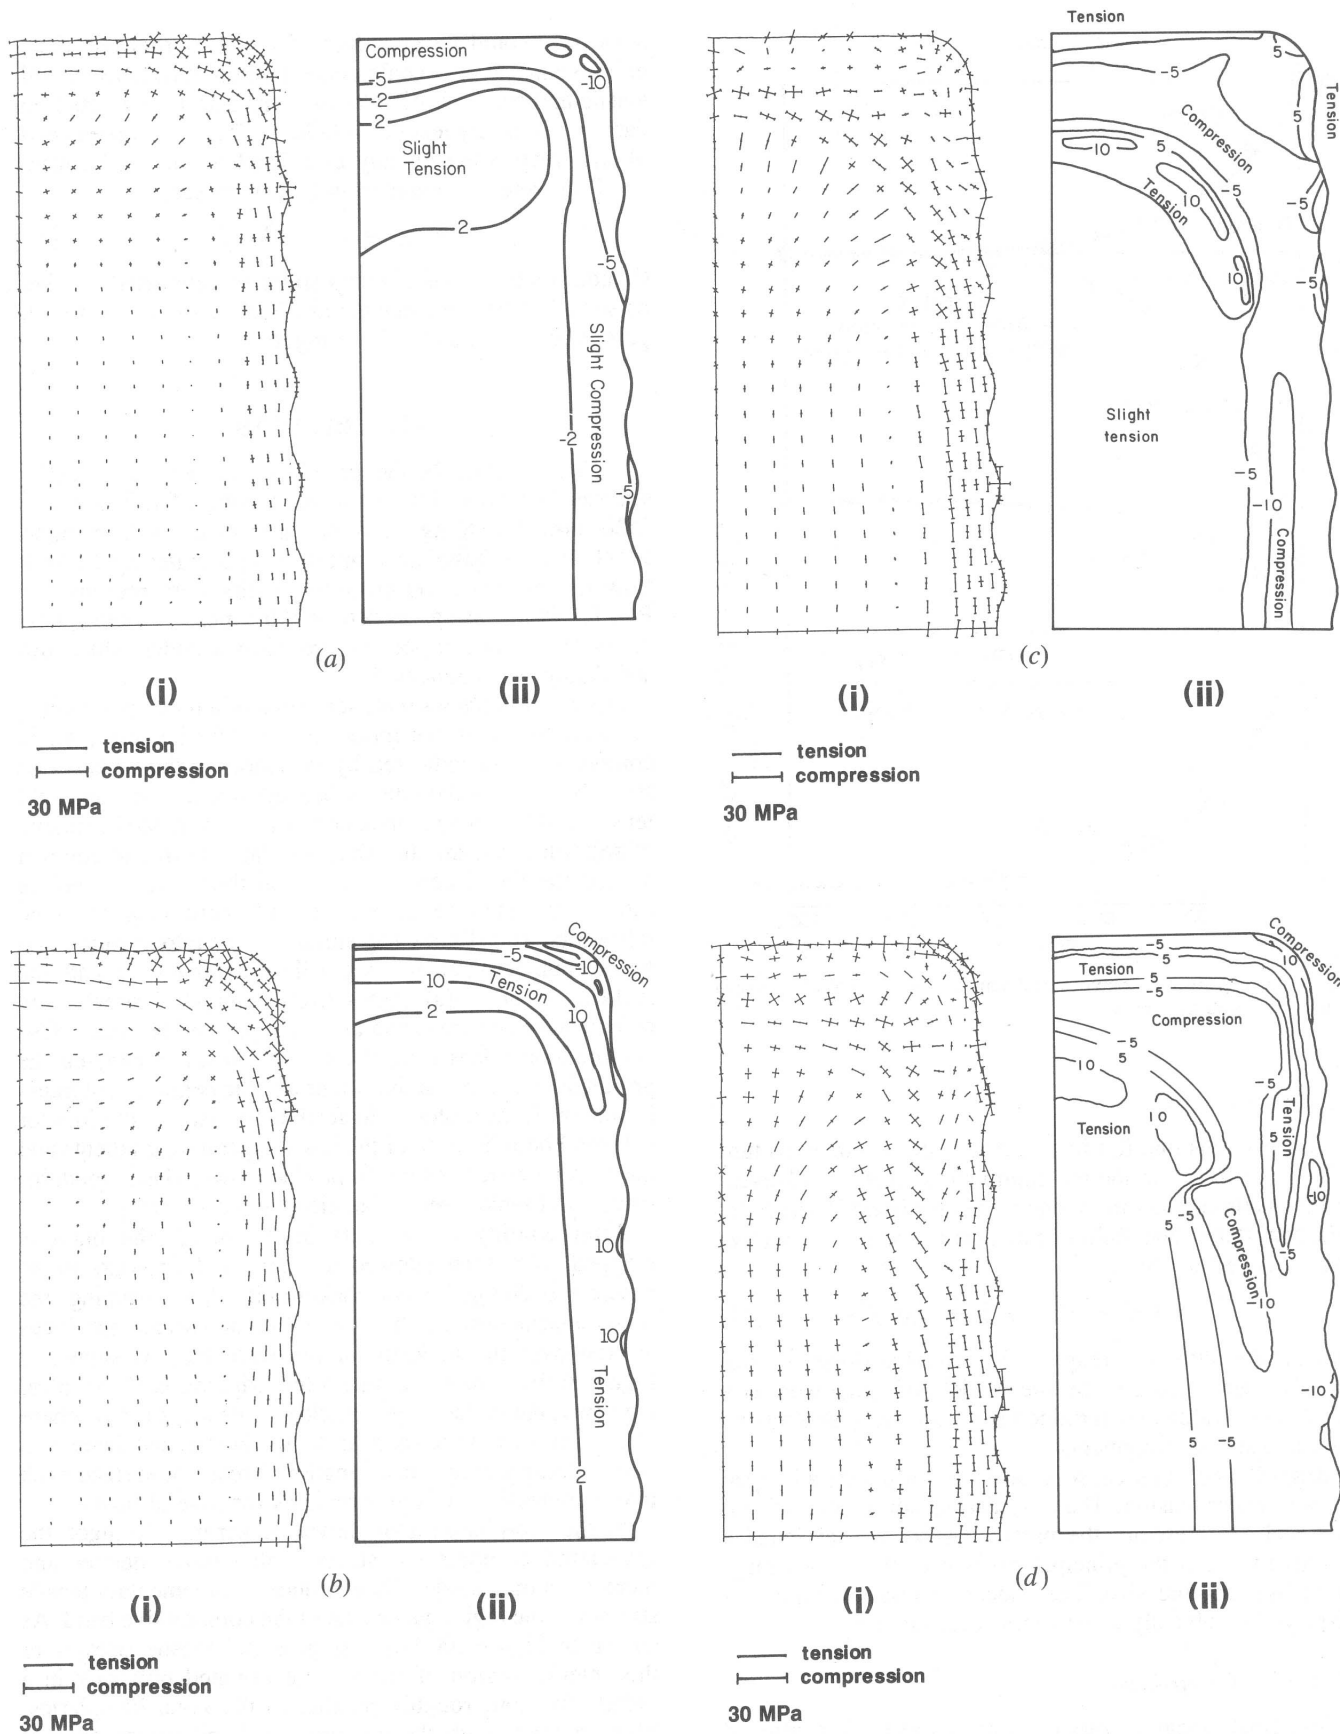 Compression
-5
-2
2
-10
Slight
Tension
2
-5
Slight Compression
-2
-5
(a)
(i)
(ii)
tension
compression
30 MPa
Tension
5
-5
Tension
5
Compression
10
5
-5
Tension
10
-5
10
-5
Slight
tension
-5
-10
Compression
(c)
(i)
(ii)
tension
compression
30 MPa
Compression
-5
-10
Tension
10
10
2
10
10
Tension
2
(b)
(i)
(ii)
tension
compression
30 MPa
Compression
-5
5
10
Tension
5
-5
Compression
-5
5
10
-5
10
Tension
Tension
5
-10
5
-5
Compression
-5
-10
-10
5
-5
(d)
(i)
(ii)
tension
compression
30 MPa